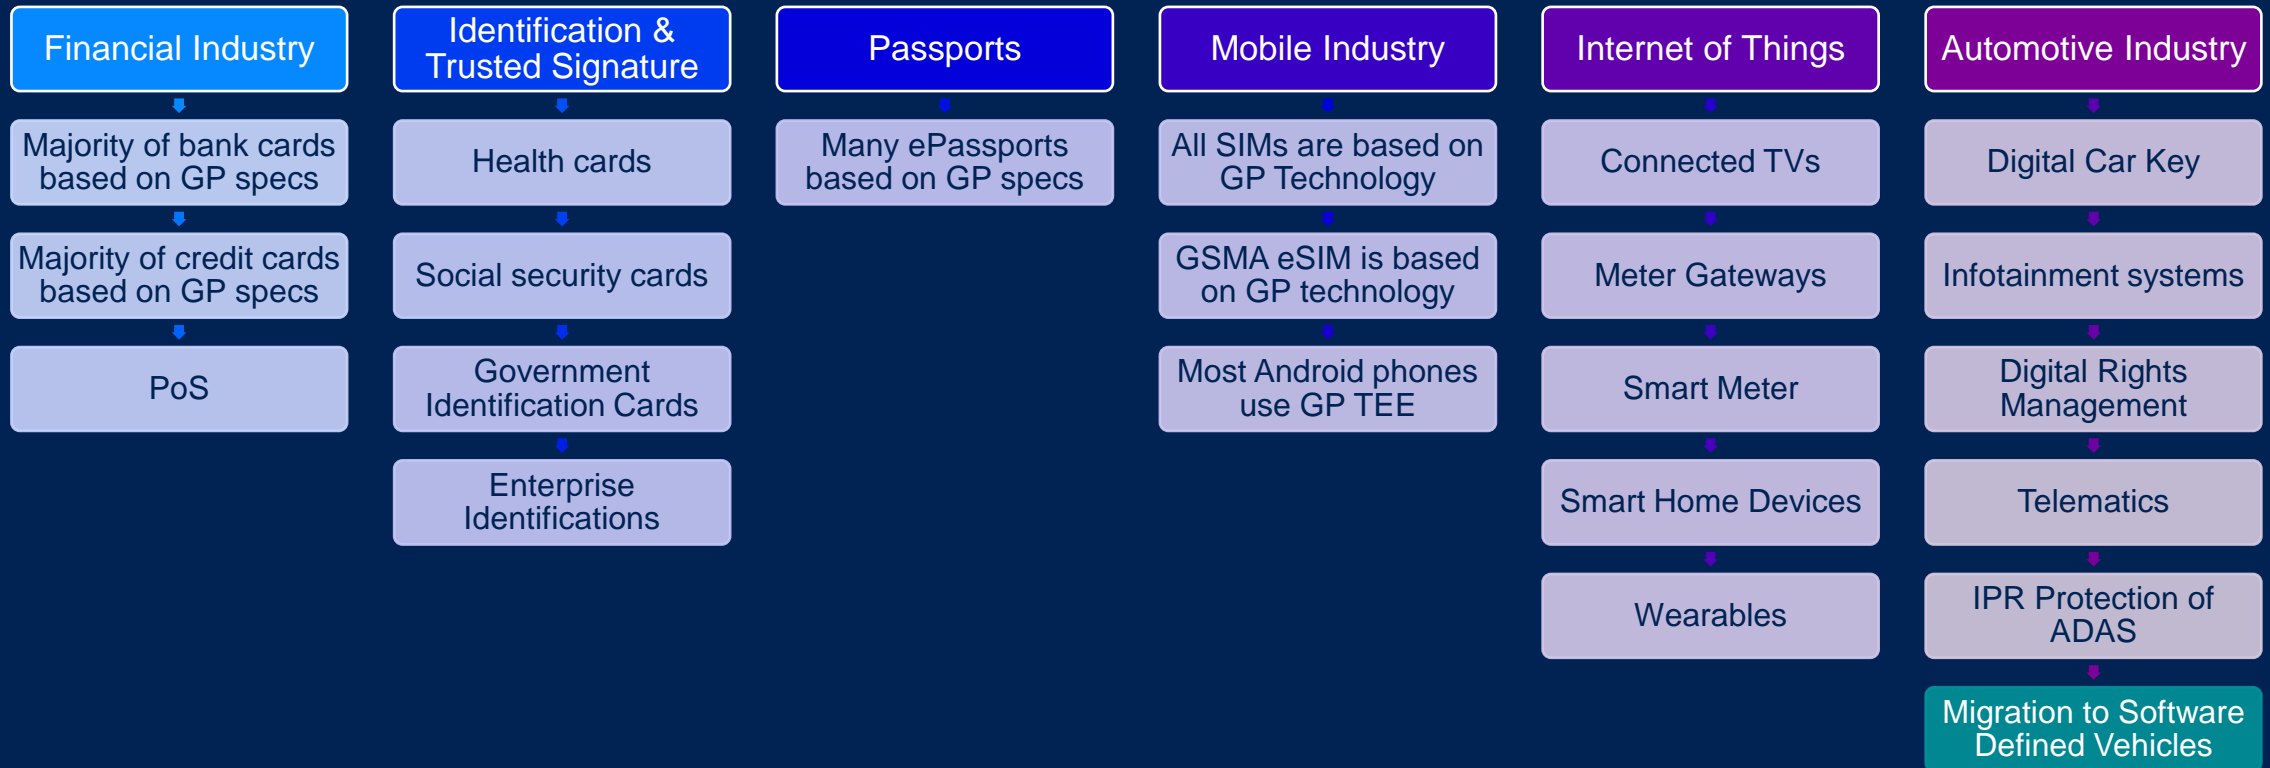 Financial Industry
Majority of bank cards
based on GP specs
Majority of credit cards
based on GP specs
PoS
Identification &
Trusted Signature
Health cards
Social security cards
Government
Identification Cards
Enterprise
Identifications
Passports
Many ePassports
based on GP specs
Mobile Industry
All SIMs are based on
GP Technology
GSMA eSIM is based
on GP technology
Most Android phones
use GP TEE
Internet of Things
Connected TVs
Meter Gateways
Smart Meter
Smart Home Devices
Wearables
Automotive Industry
Digital Car Key
Infotainment systems
Digital Rights
Management
Telematics
IPR Protection of
ADAS
Migration to Software
Defined Vehicles